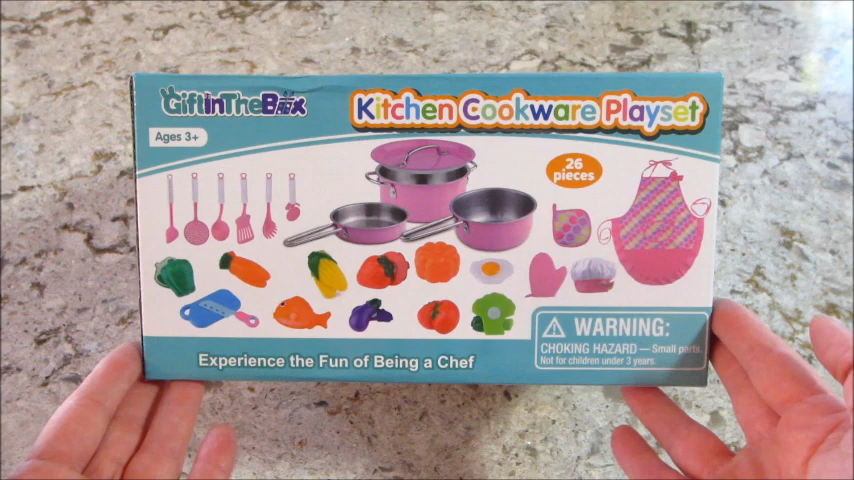 GiftInTheBox
Kitchen Cookware Playset
Ages 3+
26
pieces
WARNING:
CHOKING HAZARD — Small parts.
Not for children under 3 years.
Experience the Fun of Being a Chef